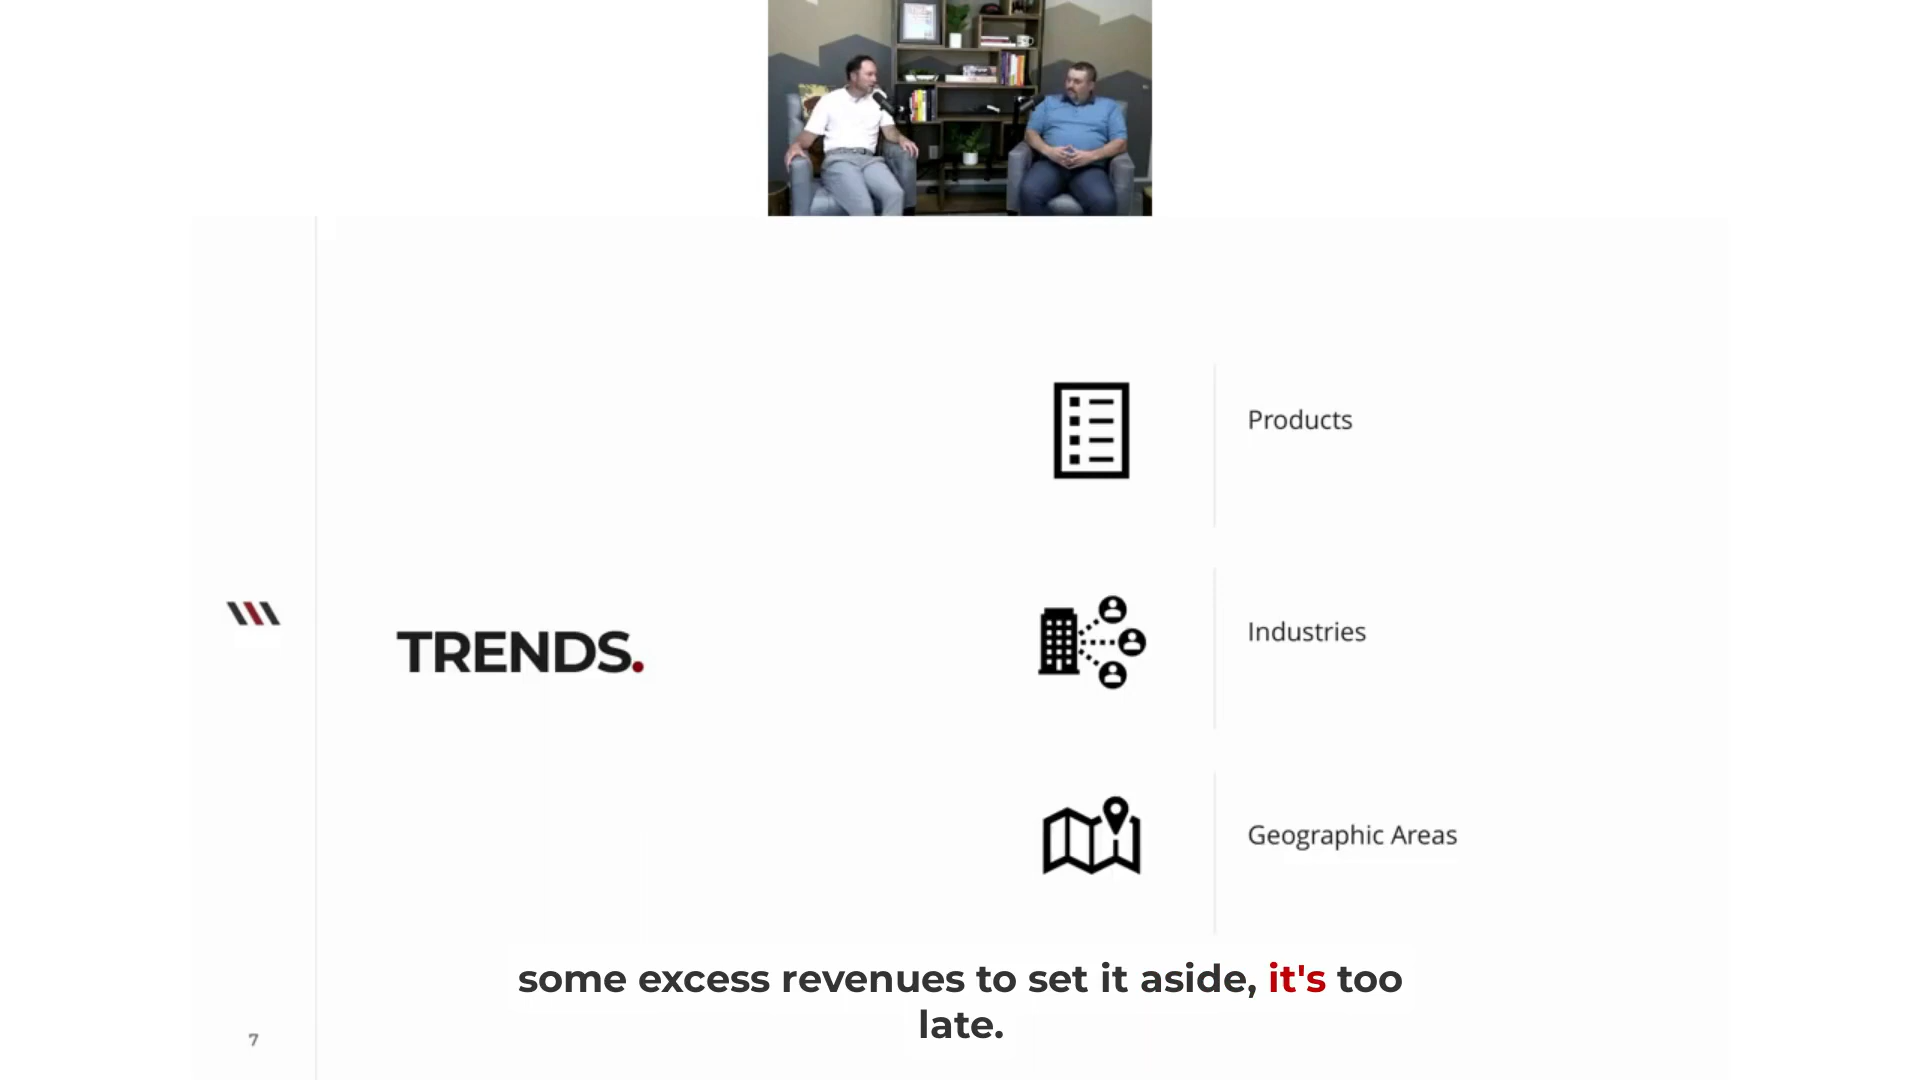 Products
Industries
TRENDS.
Geographic Areas
some excess revenues to set it aside, it's too
late.
7